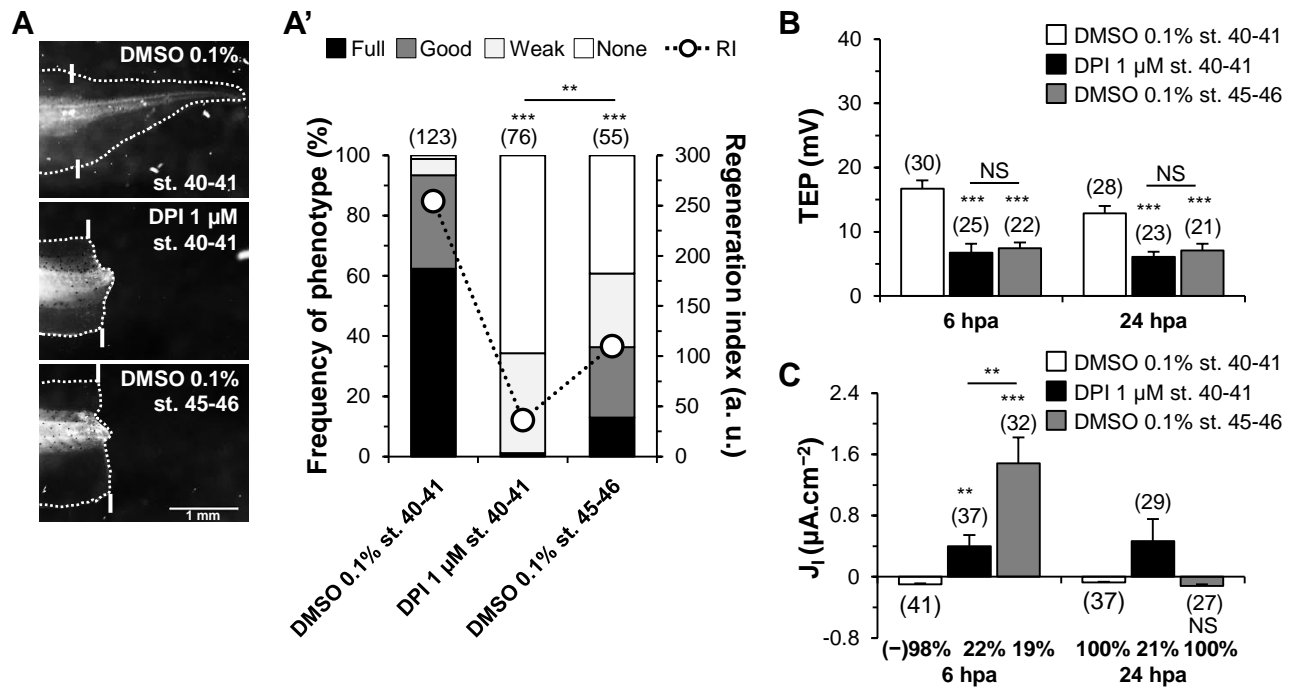 A
DMSO 0.1%
st. 40-41
DPI 1 µM
st. 40-41
DMSO 0.1%
st. 45-46
1 mm
A'
Full Good Weak None RI
**
*** ***
(123) (76) (55)
Frequency of phenotype (%)
100
80
60
40
20
0
300
250
200
150
100
50
0
Regeneration index (a. u.)
DMSO 0.1% st. 40-41
DPI 1 µM st. 40-41
DMSO 0.1% st. 45-46
B
DMSO 0.1% st. 40-41
DPI 1 µM st. 40-41
DMSO 0.1% st. 45-46
TEP (mV)
40
30
20
10
0
(30)
NS
*** ***
(25) (22)
(28)
NS
*** ***
(23) (21)
6 hpa 24 hpa
C
DMSO 0.1% st. 40-41
DPI 1 µM st. 40-41
DMSO 0.1% st. 45-46
J_I (µA.cm⁻²)
2.4
1.6
0.8
0
-0.8
**
***
(32)
**
(37)
(29)
(41) (37) (27)
NS
(−)98% 22% 19% 100% 21% 100%
6 hpa 24 hpa